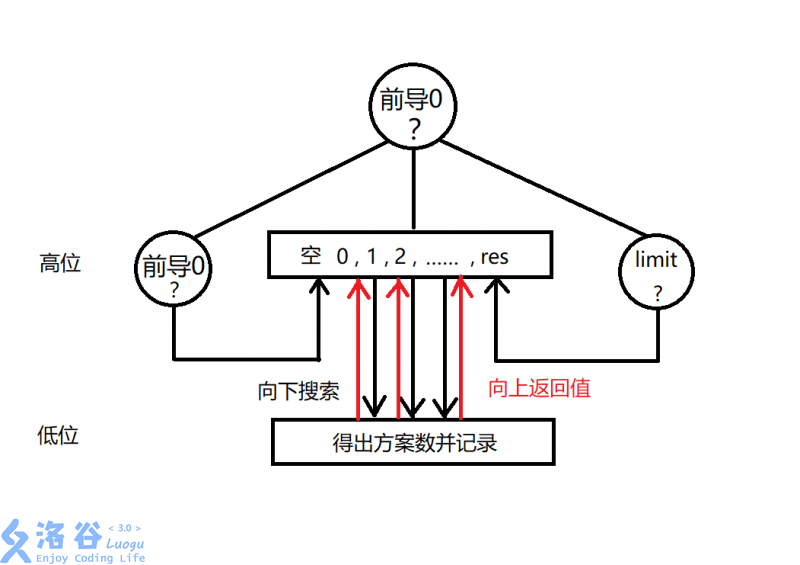 前导0
?
高位
前导0
?
空 0 , 1 , 2 , ...... , res
limit
?
向下搜索
向上返回值
低位
得出方案数并记录
洛谷
< 3.0 >
Luogu
Enjoy Coding Life